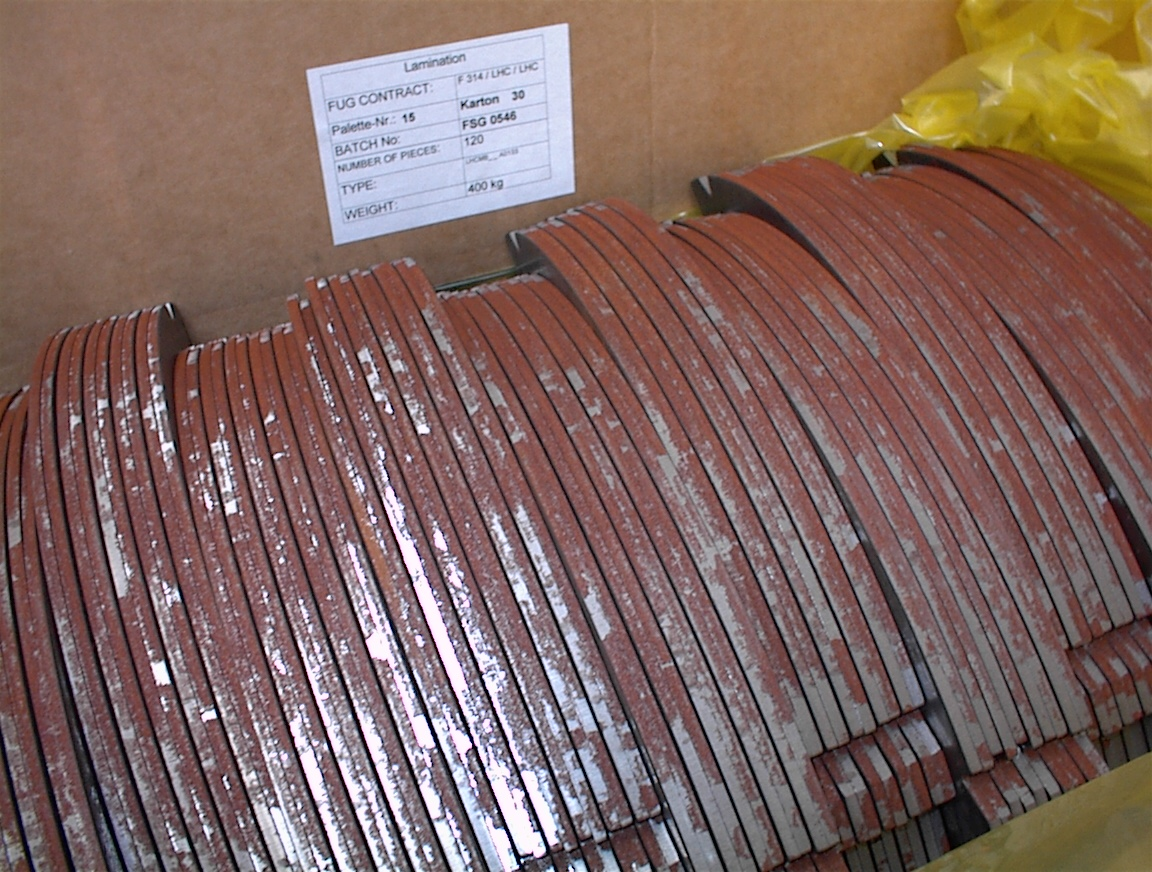 Lamination
FUG CONTRACT: F 314 / LHC / LHC
Palette-Nr.: 15 Karton 30
BATCH No: FSG 0546
NUMBER OF PIECES: 120
TYPE:
WEIGHT: 400 kg